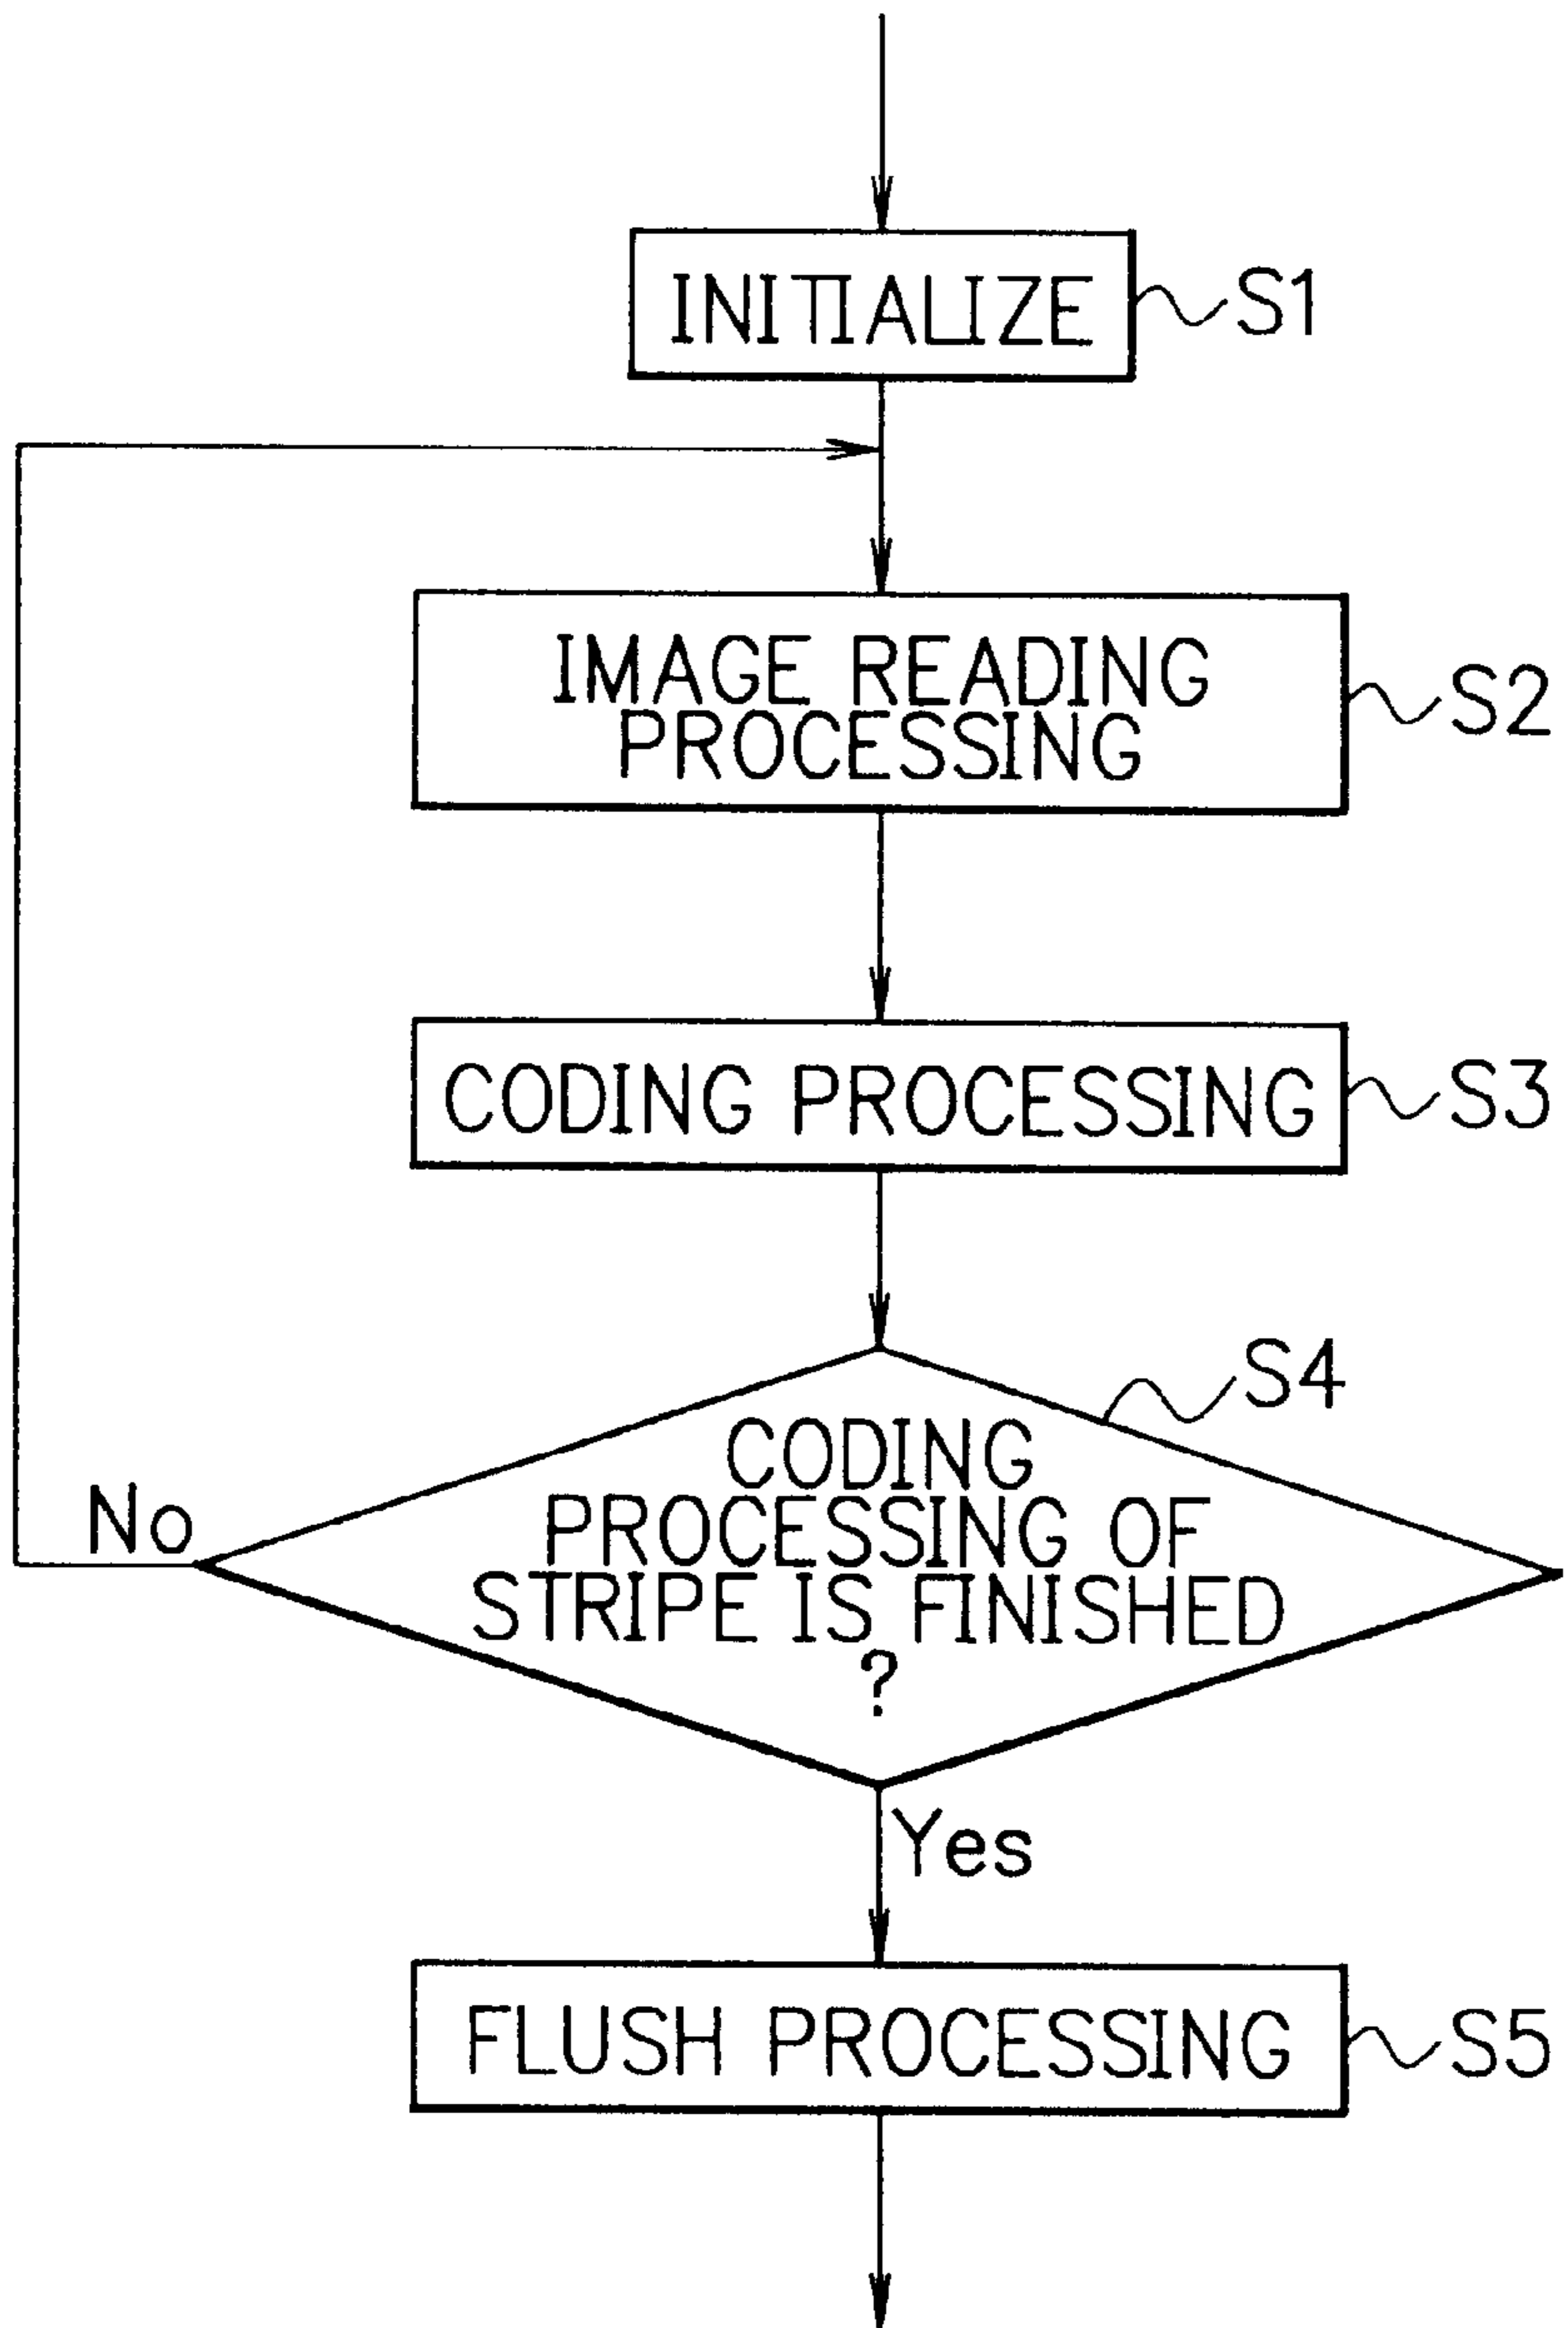 INITIALIZE
S1
IMAGE READING
PROCESSING
S2
CODING PROCESSING
S3
S4
CODING
PROCESSING OF
STRIPE IS FINISHED
?
No
Yes
FLUSH PROCESSING
S5